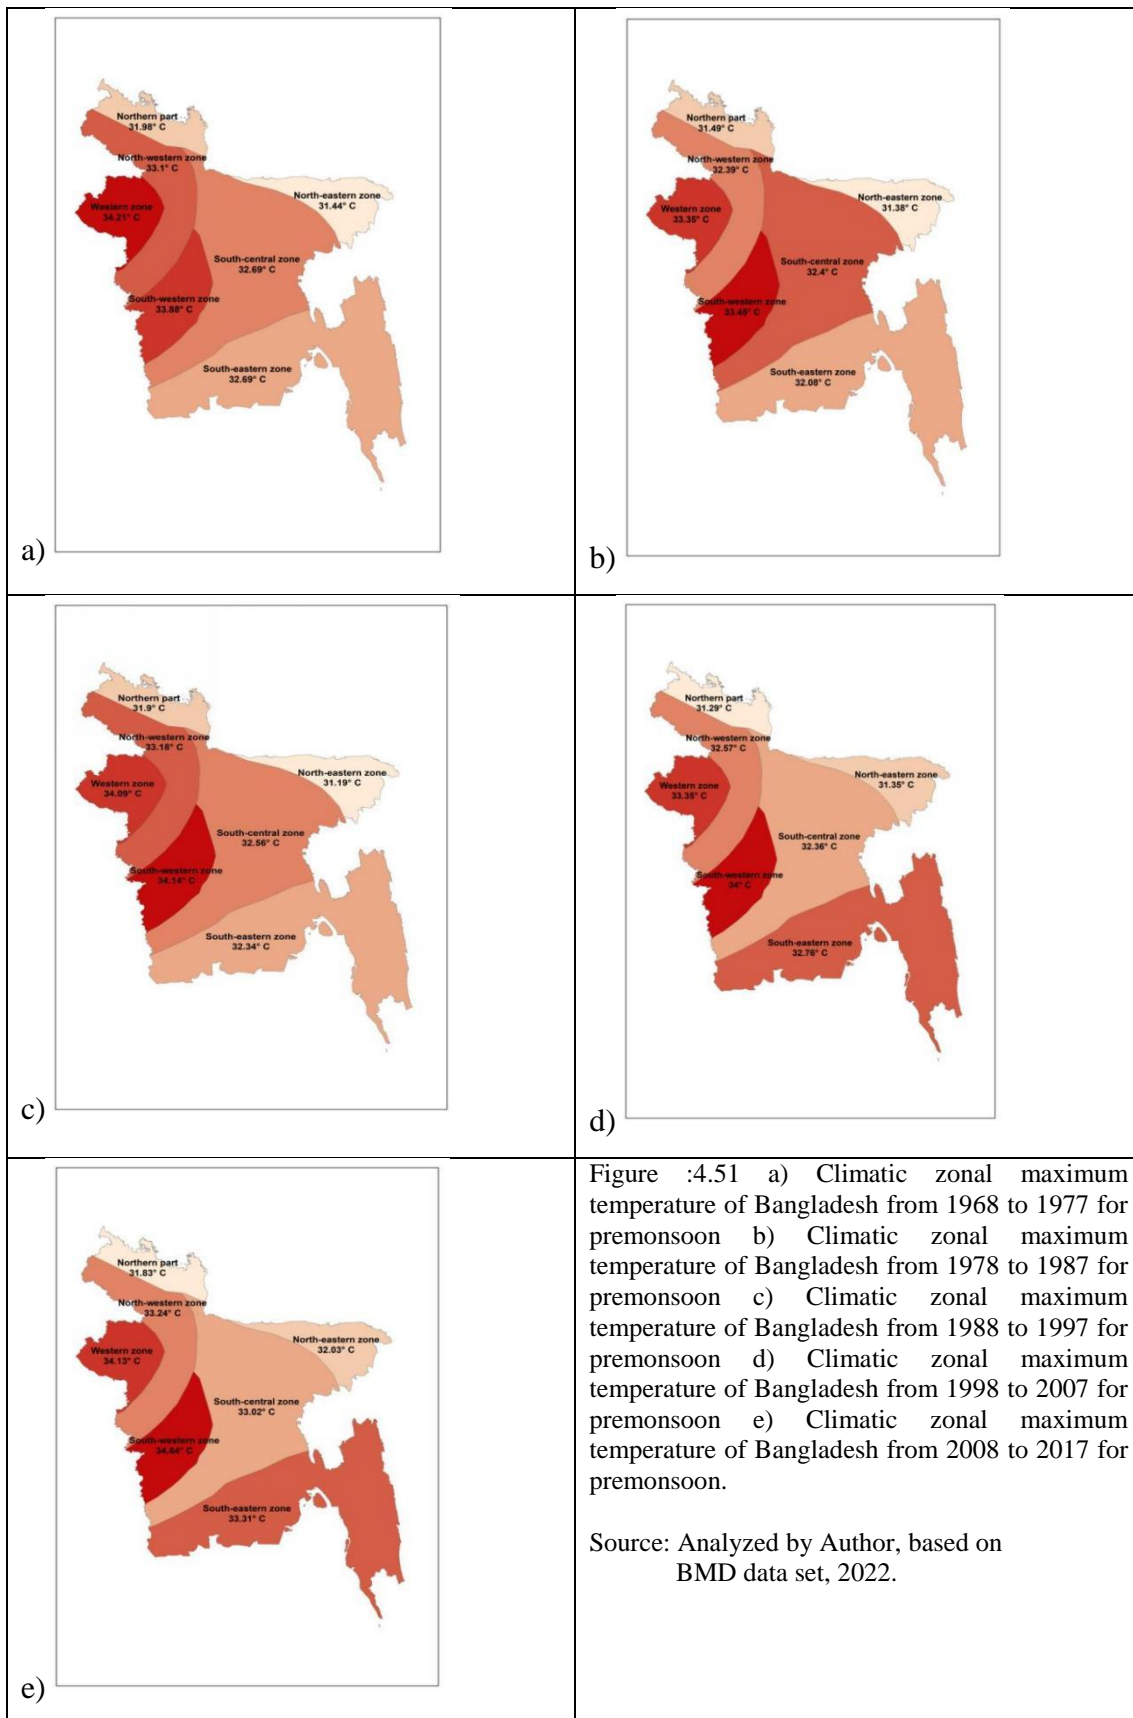 Northern part
31.98° C
North-western zone
33.1° C
Western zone
34.21° C
North-eastern zone
31.44° C
South-central zone
32.69° C
South-western zone
33.88° C
South-eastern zone
32.69° C
a)
Northern part
31.49° C
North-western zone
32.39° C
Western zone
33.35° C
North-eastern zone
31.38° C
South-central zone
32.4° C
South-western zone
33.45° C
South-eastern zone
32.08° C
b)
Northern part
31.9° C
North-western zone
33.18° C
Western zone
34.09° C
North-eastern zone
31.19° C
South-central zone
32.56° C
South-western zone
34.14° C
South-eastern zone
32.34° C
c)
Northern part
31.29° C
North-western zone
32.57° C
Western zone
33.35° C
North-eastern zone
31.35° C
South-central zone
32.36° C
South-western zone
34° C
South-eastern zone
32.76° C
d)
Northern part
31.83° C
North-western zone
33.24° C
Western zone
34.13° C
North-eastern zone
32.03° C
South-central zone
33.02° C
South-western zone
34.64° C
South-eastern zone
33.31° C
e)
Figure :4.51 a) Climatic zonal maximum
temperature of Bangladesh from 1968 to 1977 for
premonsoon b) Climatic zonal maximum
temperature of Bangladesh from 1978 to 1987 for
premonsoon c) Climatic zonal maximum
temperature of Bangladesh from 1988 to 1997 for
premonsoon d) Climatic zonal maximum
temperature of Bangladesh from 1998 to 2007 for
premonsoon e) Climatic zonal maximum
temperature of Bangladesh from 2008 to 2017 for
premonsoon.
Source: Analyzed by Author, based on
BMD data set, 2022.